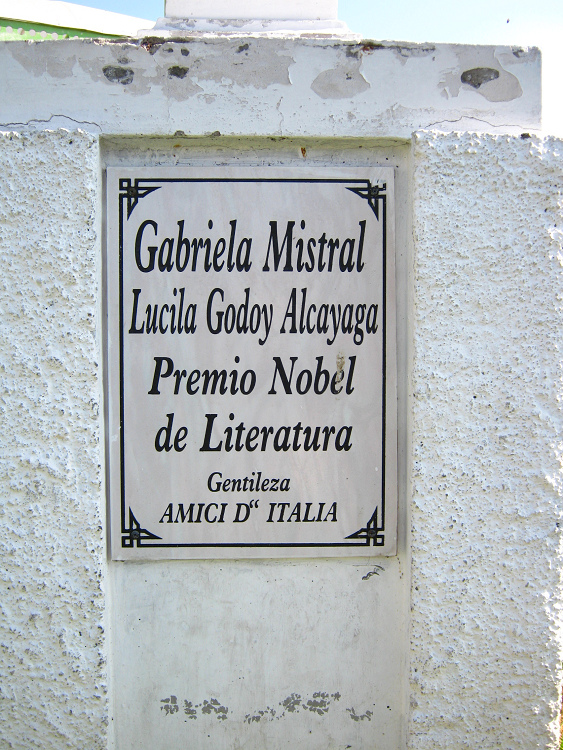 Gabriela Mistral
Lucila Godoy Alcayaga
Premio Nobel
de Literatura
Gentileza
AMICI D“ ITALIA